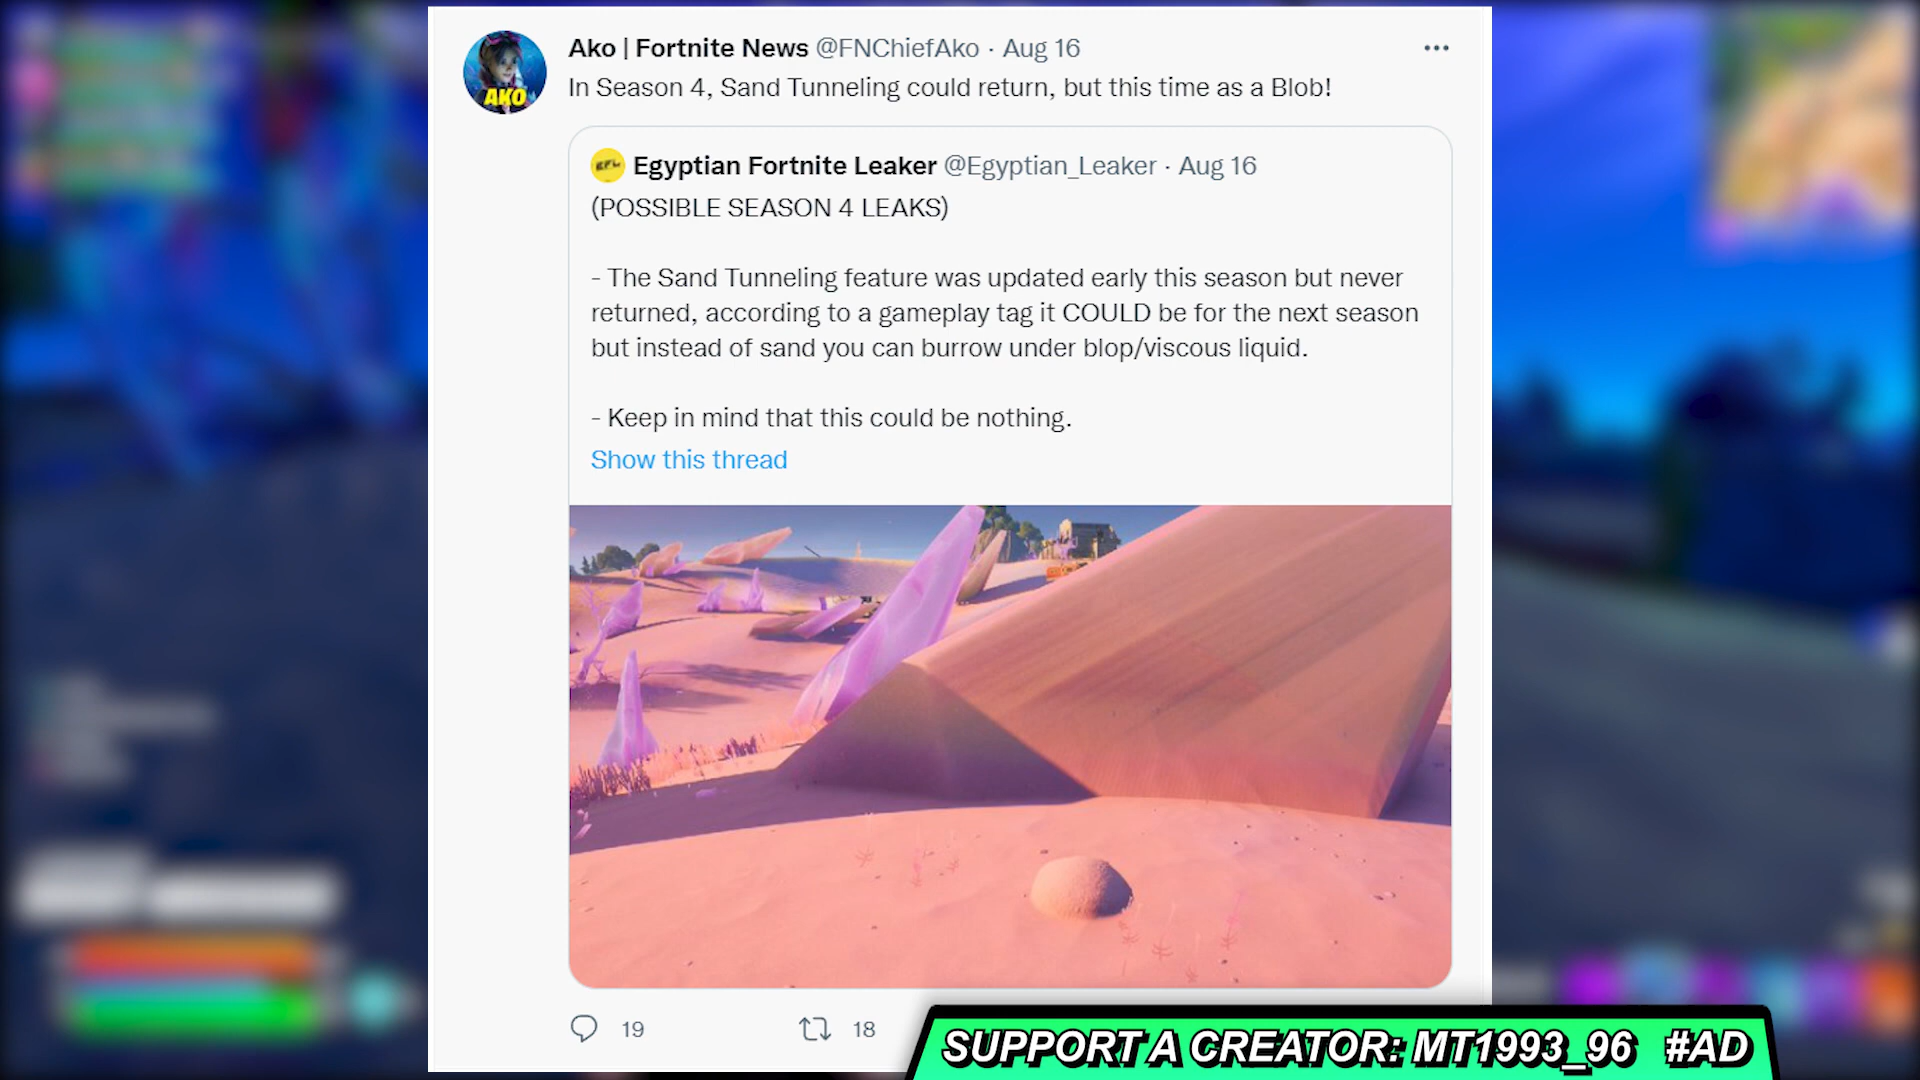 Ako | Fortnite News @FNChiefAko · Aug 16
In Season 4, Sand Tunneling could return, but this time as a Blob!
AKO
EFL Egyptian Fortnite Leaker @Egyptian_Leaker · Aug 16
(POSSIBLE SEASON 4 LEAKS)
- The Sand Tunneling feature was updated early this season but never
returned, according to a gameplay tag it COULD be for the next season
but instead of sand you can burrow under blop/viscous liquid.
- Keep in mind that this could be nothing.
Show this thread
19 18
SUPPORT A CREATOR: MT1993_96 #AD